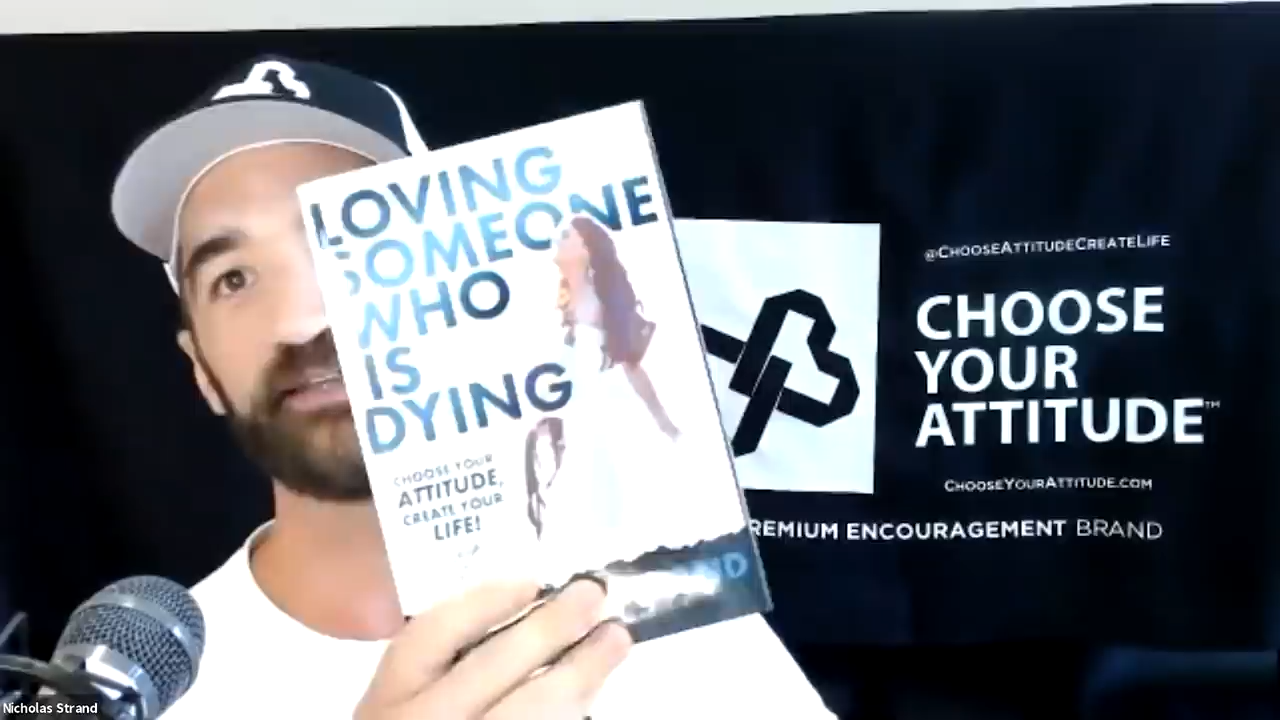 LOVING
SOMEONE
WHO
IS
DYING
CHOOSE YOUR
ATTITUDE,
CREATE YOUR
LIFE!
@CHOOSEATTITUDECREATELIFE
CHOOSE
YOUR
ATTITUDE™
CHOOSEYOURATTITUDE.COM
ENCOURAGEMENT BRAND
Nicholas Strand